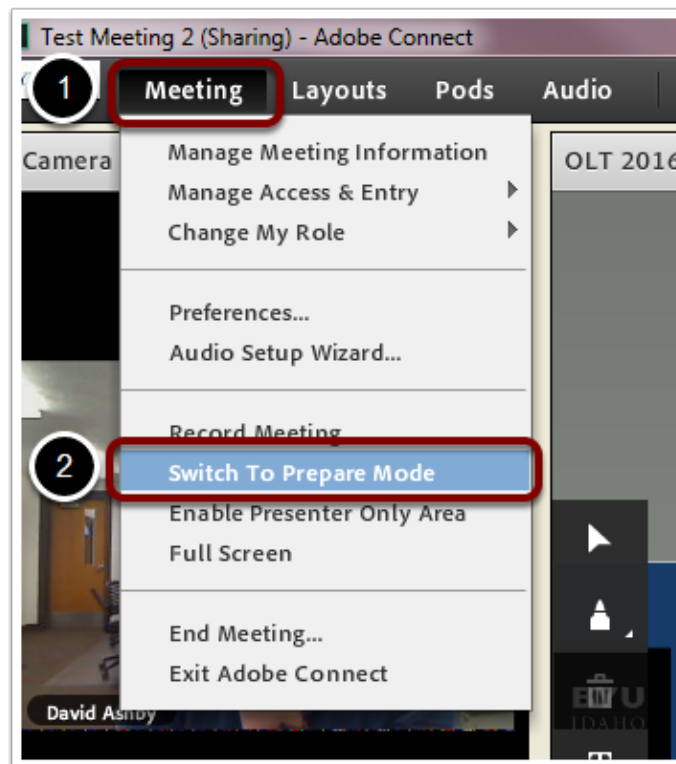 Test Meeting 2 (Sharing) - Adobe Connect
1
Meeting Layouts Pods Audio
Camera
OLT 2016
Manage Meeting Information
Manage Access & Entry
Change My Role
Preferences...
Audio Setup Wizard...
Record Meeting
2
Switch To Prepare Mode
Enable Presenter Only Area
Full Screen
End Meeting...
Exit Adobe Connect
David Ashby
IDAHO